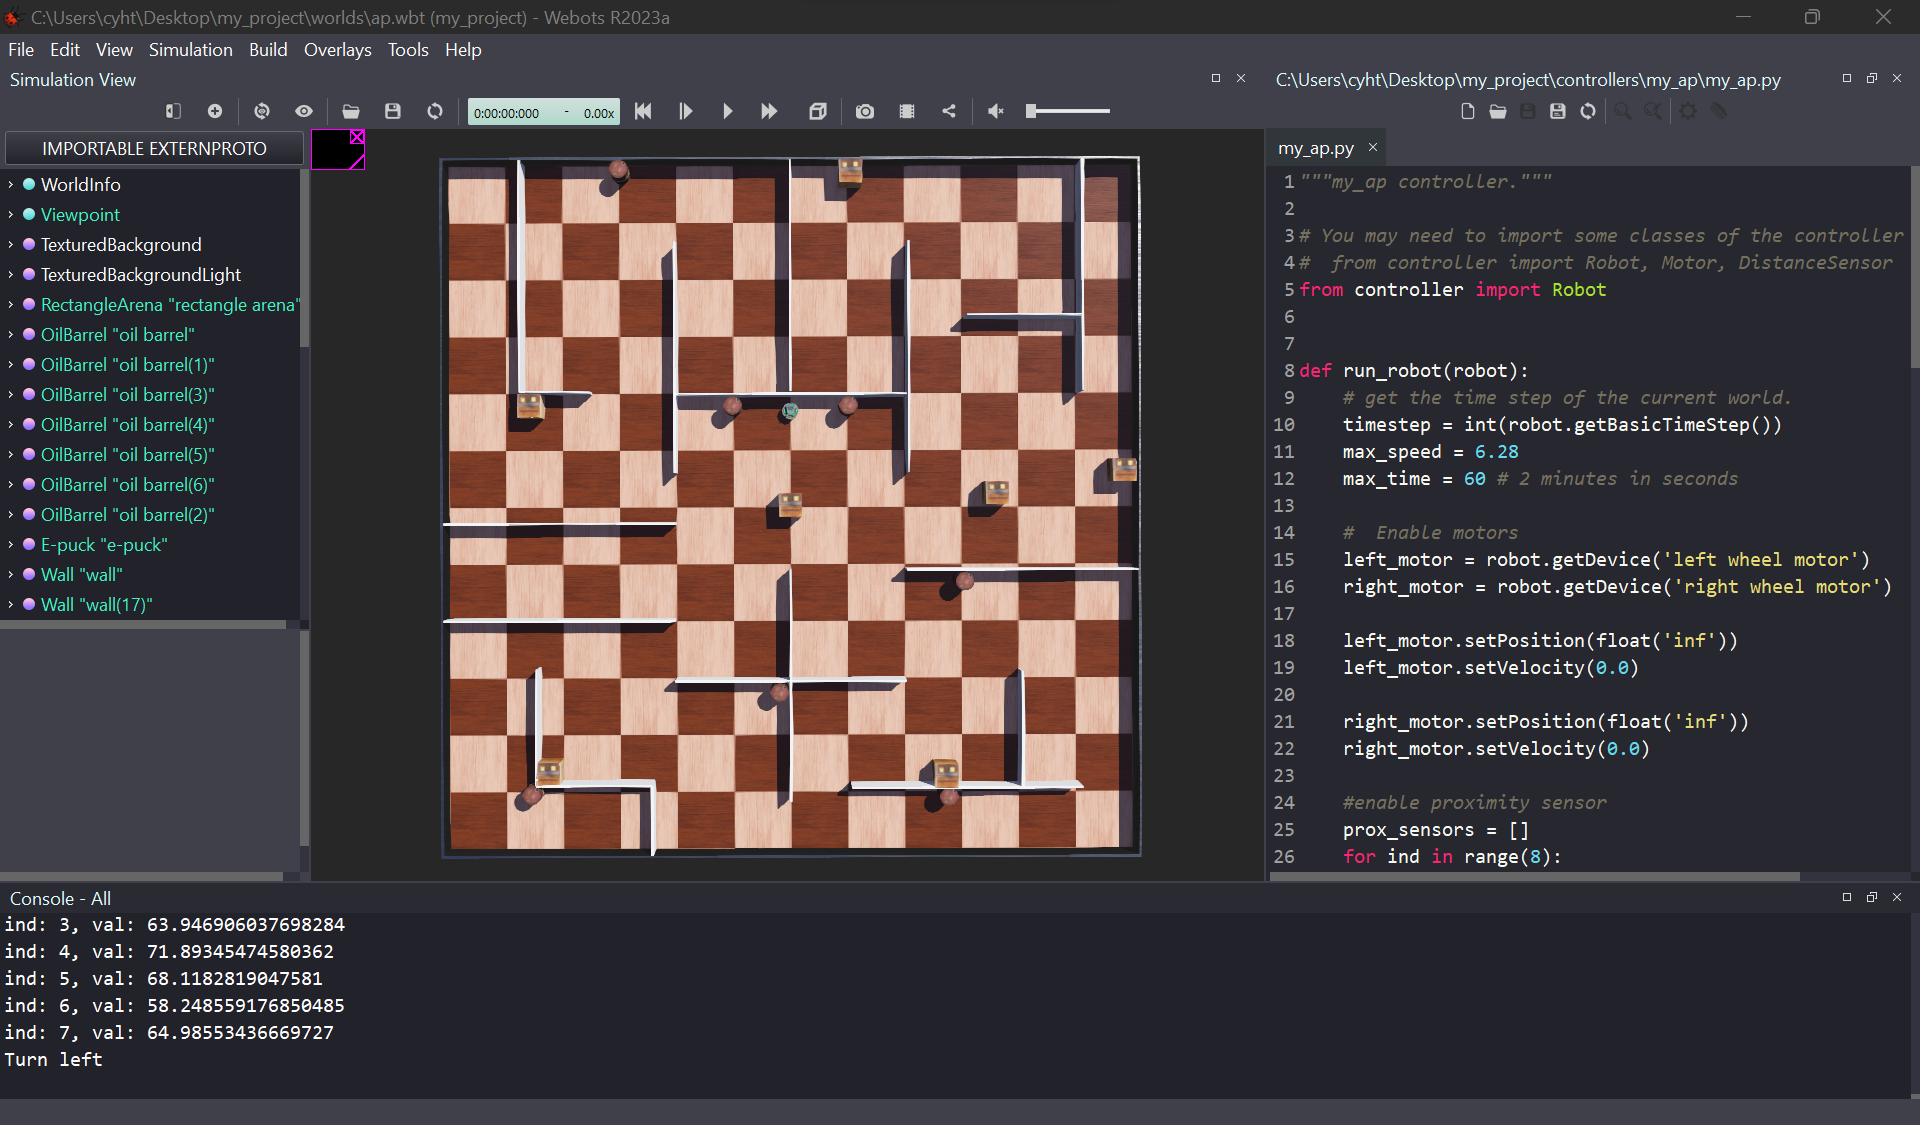 C:\Users\cyht\Desktop\my_project\worlds\ap.wbt (my_project) - Webots R2023a
File Edit View Simulation Build Overlays Tools Help
Simulation View
C:\Users\cyht\Desktop\my_project\controllers\my_ap\my_ap.py
0:00:00:000 - 0.00x
IMPORTABLE EXTERNPROTO
WorldInfo
Viewpoint
TexturedBackground
TexturedBackgroundLight
RectangleArena "rectangle arena"
OilBarrel "oil barrel"
OilBarrel "oil barrel(1)"
OilBarrel "oil barrel(3)"
OilBarrel "oil barrel(4)"
OilBarrel "oil barrel(5)"
OilBarrel "oil barrel(6)"
OilBarrel "oil barrel(2)"
E-puck "e-puck"
Wall "wall"
Wall "wall(17)"
my_ap.py
1 """my_ap controller."""
2
3 # You may need to import some classes of the controller
4 #  from controller import Robot, Motor, DistanceSensor
5 from controller import Robot
6
7
8 def run_robot(robot):
9     # get the time step of the current world.
10     timestep = int(robot.getBasicTimeStep())
11     max_speed = 6.28
12     max_time = 60 # 2 minutes in seconds
13
14     #  Enable motors
15     left_motor = robot.getDevice('left wheel motor')
16     right_motor = robot.getDevice('right wheel motor')
17
18     left_motor.setPosition(float('inf'))
19     left_motor.setVelocity(0.0)
20
21     right_motor.setPosition(float('inf'))
22     right_motor.setVelocity(0.0)
23
24     #enable proximity sensor
25     prox_sensors = []
26     for ind in range(8):
Console - All
ind: 3, val: 63.946906037698284
ind: 4, val: 71.89345474580362
ind: 5, val: 68.1182819047581
ind: 6, val: 58.248559176850485
ind: 7, val: 64.98553436669727
Turn left